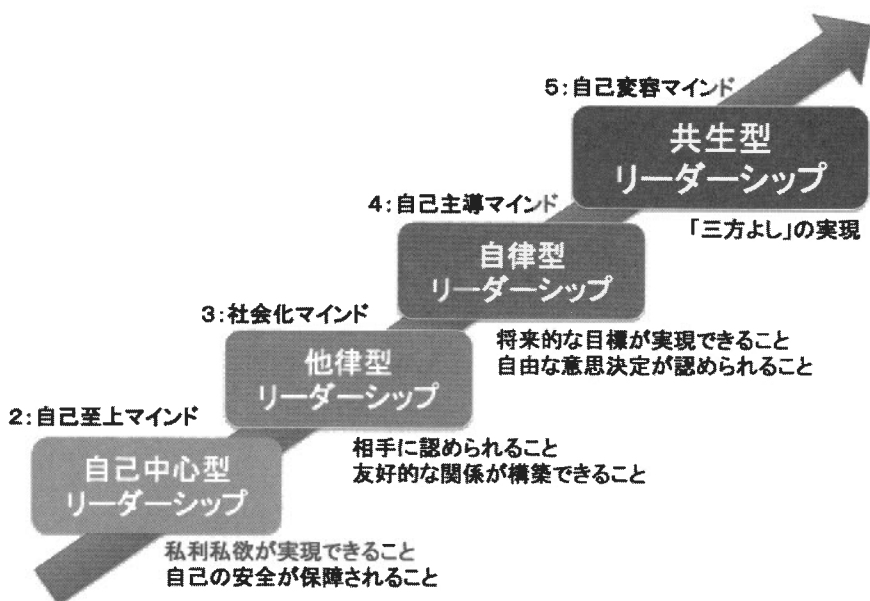 5:自己変容マインド
共生型
リーダーシップ
「三方よし」の実現
4:自己主導マインド
自律型
リーダーシップ
将来的な目標が実現できること
自由な意思決定が認められること
3:社会化マインド
他律型
リーダーシップ
相手に認められること
友好的な関係が構築できること
2:自己至上マインド
自己中心型
リーダーシップ
私利私欲が実現できること
自己の安全が保障されること